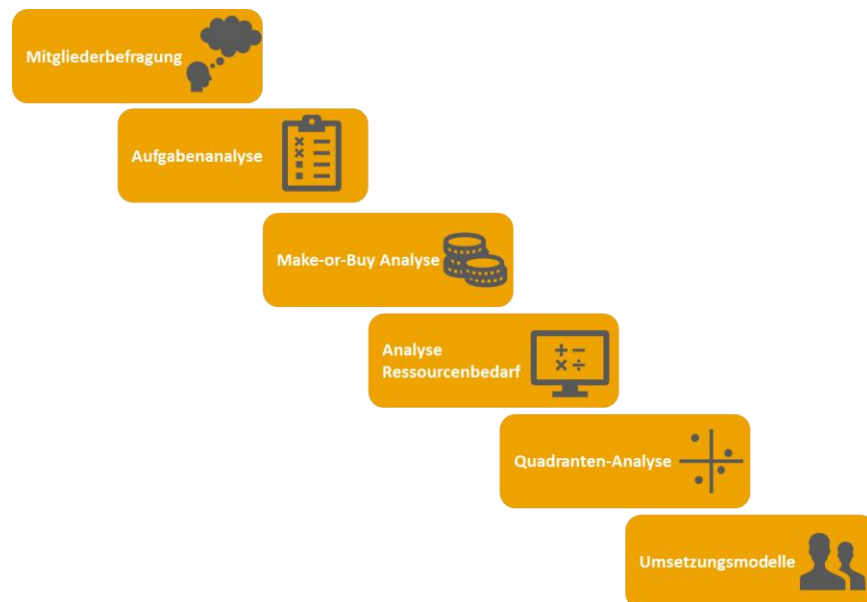 Mitgliederbefragung
Aufgabenanalyse
Make-or-Buy Analyse
Analyse
Ressourcenbedarf
Quadranten-Analyse
Umsetzungsmodelle